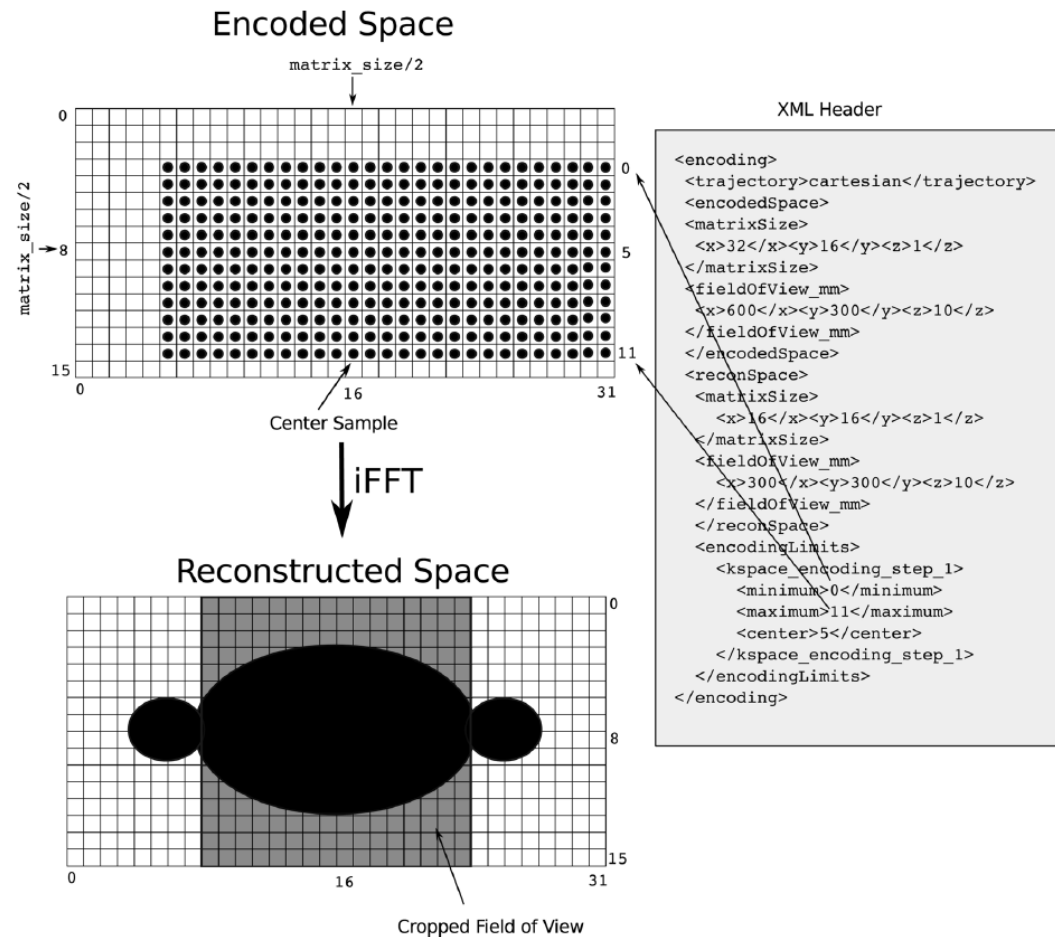 Encoded Space
matrix_size/2
0
0
matrix_size/2
8
5
11
15
0
16
31
Center Sample
iFFT
Reconstructed Space
0
8
15
0
16
31
Cropped Field of View
XML Header
<encoding>
<trajectory>cartesian</trajectory>
<encodedSpace>
<matrixSize>
<x>32</x><y>16</y><z>1</z>
</matrixSize>
<fieldOfView_mm>
<x>600</x><y>300</y><z>10</z>
</fieldOfView_mm>
</encodedSpace>
<reconSpace>
<matrixSize>
<x>16</x><y>16</y><z>1</z>
</matrixSize>
<fieldOfView_mm>
<x>300</x><y>300</y><z>10</z>
</fieldOfView_mm>
</reconSpace>
<encodingLimits>
<kspace_encoding_step_1>
<minimum>0</minimum>
<maximum>11</maximum>
<center>5</center>
</kspace_encoding_step_1>
</encodingLimits>
</encoding>